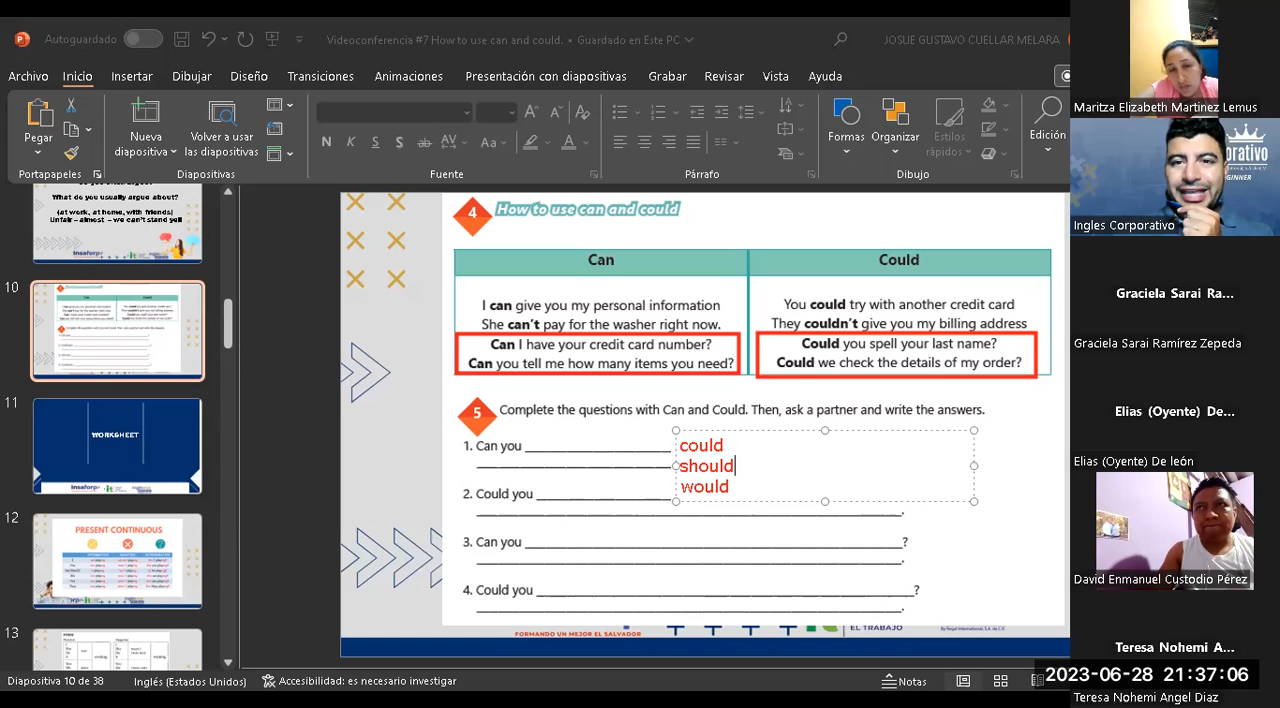 Autoguardado
Videoconferencia #7 How to use can and could. • Guardado en Este PC
JOSUE GUSTAVO CUELLAR MELARA
Archivo Inicio Insertar Dibujar Diseño Transiciones Animaciones Presentación con diapositivas Grabar Revisar Vista Ayuda
Pegar
Nueva diapositiva
Volver a usar las diapositivas
N K S S ab AV Aa A
Formas
Organizar
Estilos rápidos
Edición
Portapapeles
Diapositivas
Fuente
Párrafo
Dibujo
What do you usually argue about?
(at work, at home, with friends)
Unfair – almost – we can't stand yell
Insaforp
10
11
WORKSHEET
12
PRESENT CONTINUOUS
13
4 How to use can and could
Can
Could
I can give you my personal information
She can't pay for the washer right now.
Can I have your credit card number?
Can you tell me how many items you need?
You could try with another credit card
They couldn't give you my billing address
Could you spell your last name?
Could we check the details of my order?
5 Complete the questions with Can and Could. Then, ask a partner and write the answers.
1. Can you
could
should
would
2. Could you
3. Can you ?
4. Could you ?
FORMANDO UN MEJOR EL SALVADOR
EL TRABAJO
By Regal International, S.A. de C.V.
Diapositiva 10 de 38
Inglés (Estados Unidos)
Accesibilidad: es necesario investigar
Notas
Maritza Elizabeth Martinez Lemus
Ingles Corporativo
Graciela Sarai Ra...
Graciela Sarai Ramírez Zepeda
Elias (Oyente) De...
Elias (Oyente) De león
David Enmanuel Custodio Pérez
Teresa Nohemi A...
2023-06-28 21:37:06
Teresa Nohemi Angel Diaz